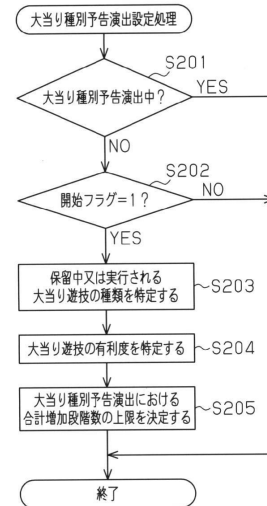 大当り種別予告演出設定処理
S201
大当り種別予告演出中?
YES
NO
S202
開始フラグ=1?
NO
YES
保留中又は実行される
大当り遊技の種類を特定する
S203
大当り遊技の有利度を特定する
S204
大当り種別予告演出における
合計増加段階数の上限を決定する
S205
終了